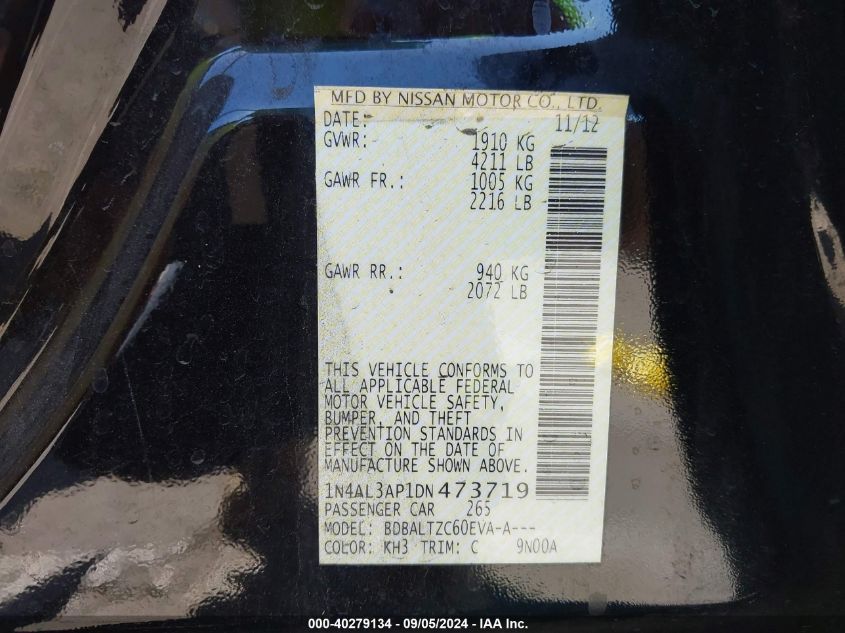 MFD BY NISSAN MOTOR CO., LTD.
DATE: 11/12
GVWR: 1910 KG
4211 LB
GAWR FR.: 1005 KG
2216 LB
GAWR RR.: 940 KG
2072 LB
THIS VEHICLE CONFORMS TO
ALL APPLICABLE FEDERAL
MOTOR VEHICLE SAFETY,
BUMPER, AND THEFT
PREVENTION STANDARDS IN
EFFECT ON THE DATE OF
MANUFACTURE SHOWN ABOVE.
1N4AL3AP1DN473719
PASSENGER CAR 265
MODEL: BDBALTZC60EVA-A---
COLOR: KH3 TRIM: C 9N00A
000-40279134 - 09/05/2024 - IAA Inc.